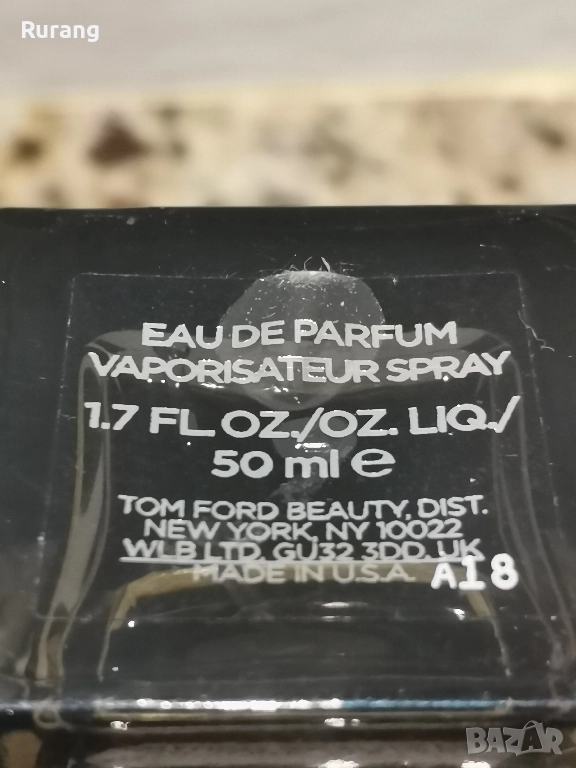 Rurang
EAU DE PARFUM
VAPORISATEUR SPRAY
1.7 FL OZ./OZ. LIQ./
50 ml e
TOM FORD BEAUTY, DIST.
NEW YORK, NY 10022
WLB LTD. GU32 3DD, UK
MADE IN U.S.A. A18
BAZAR